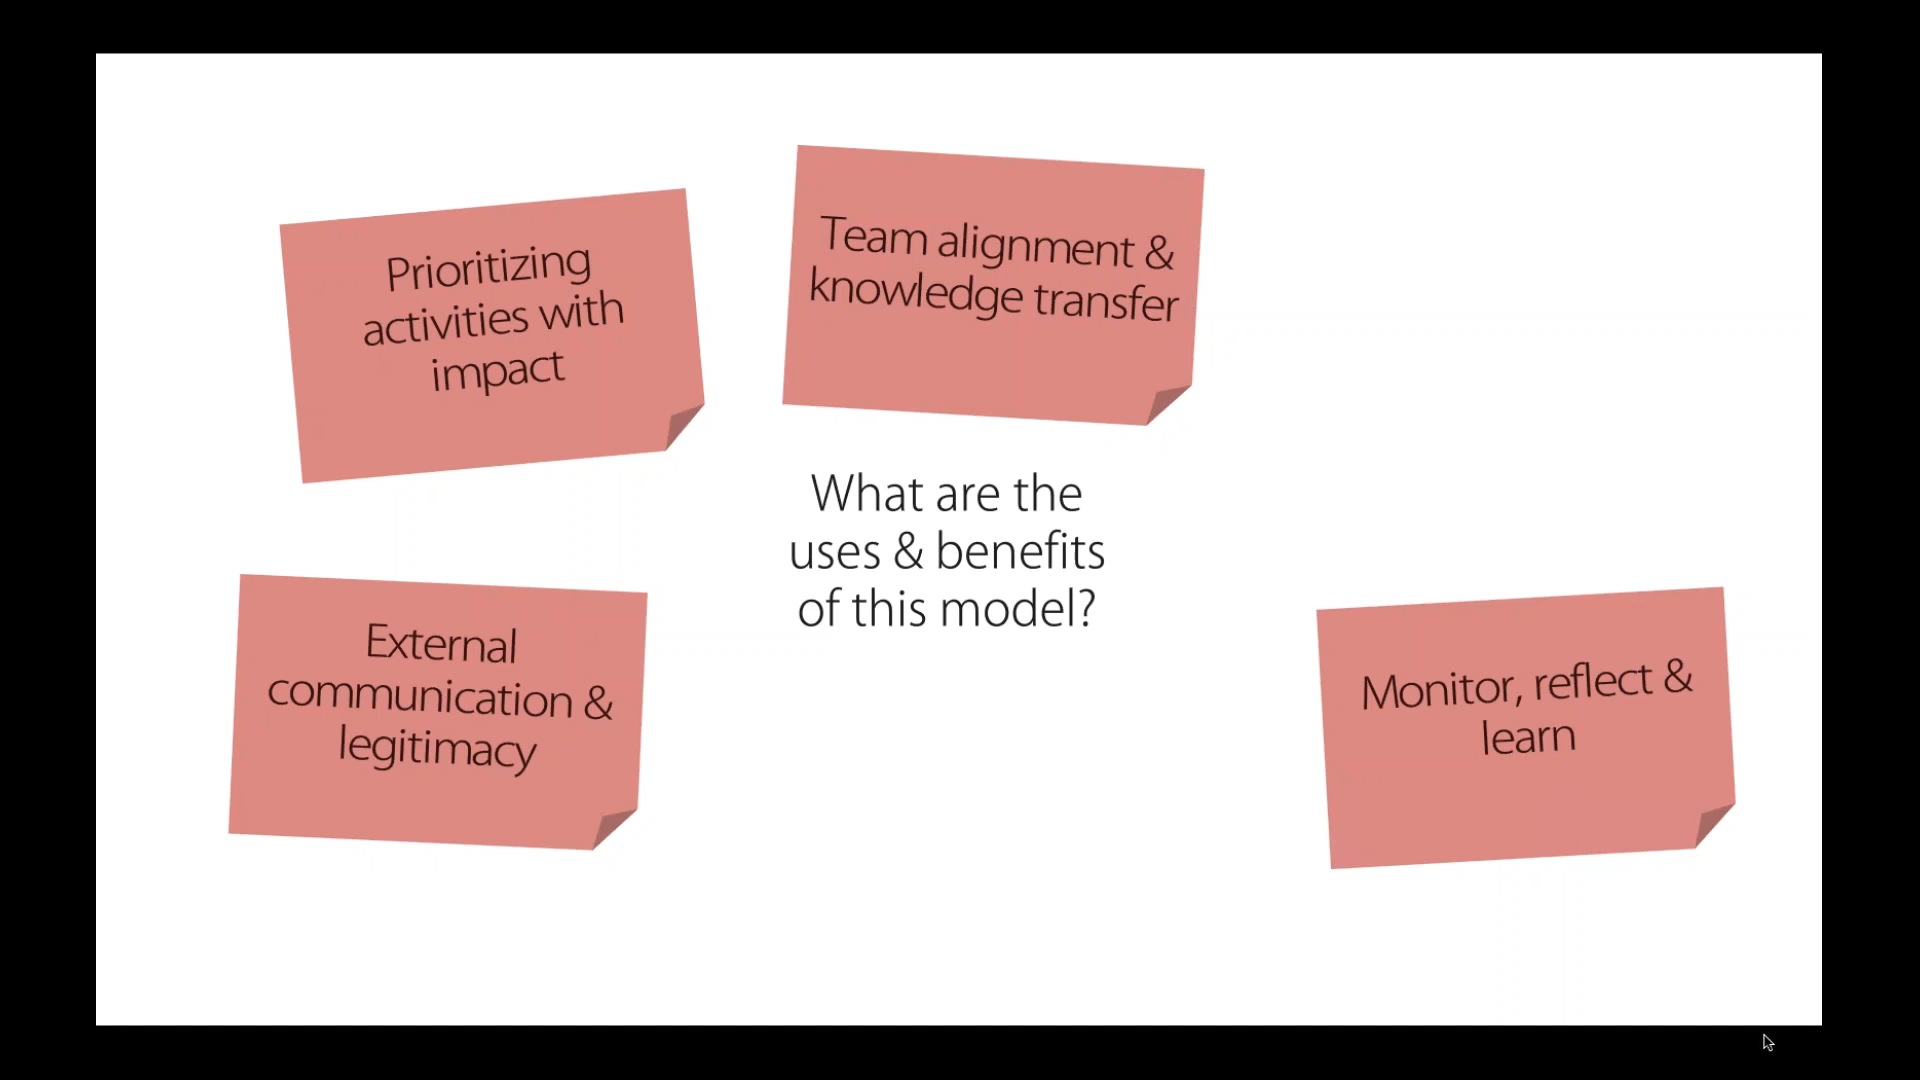 Prioritizing
activities with
impact
Team alignment &
knowledge transfer
What are the
uses & benefits
of this model?
External
communication &
legitimacy
Monitor, reflect &
learn